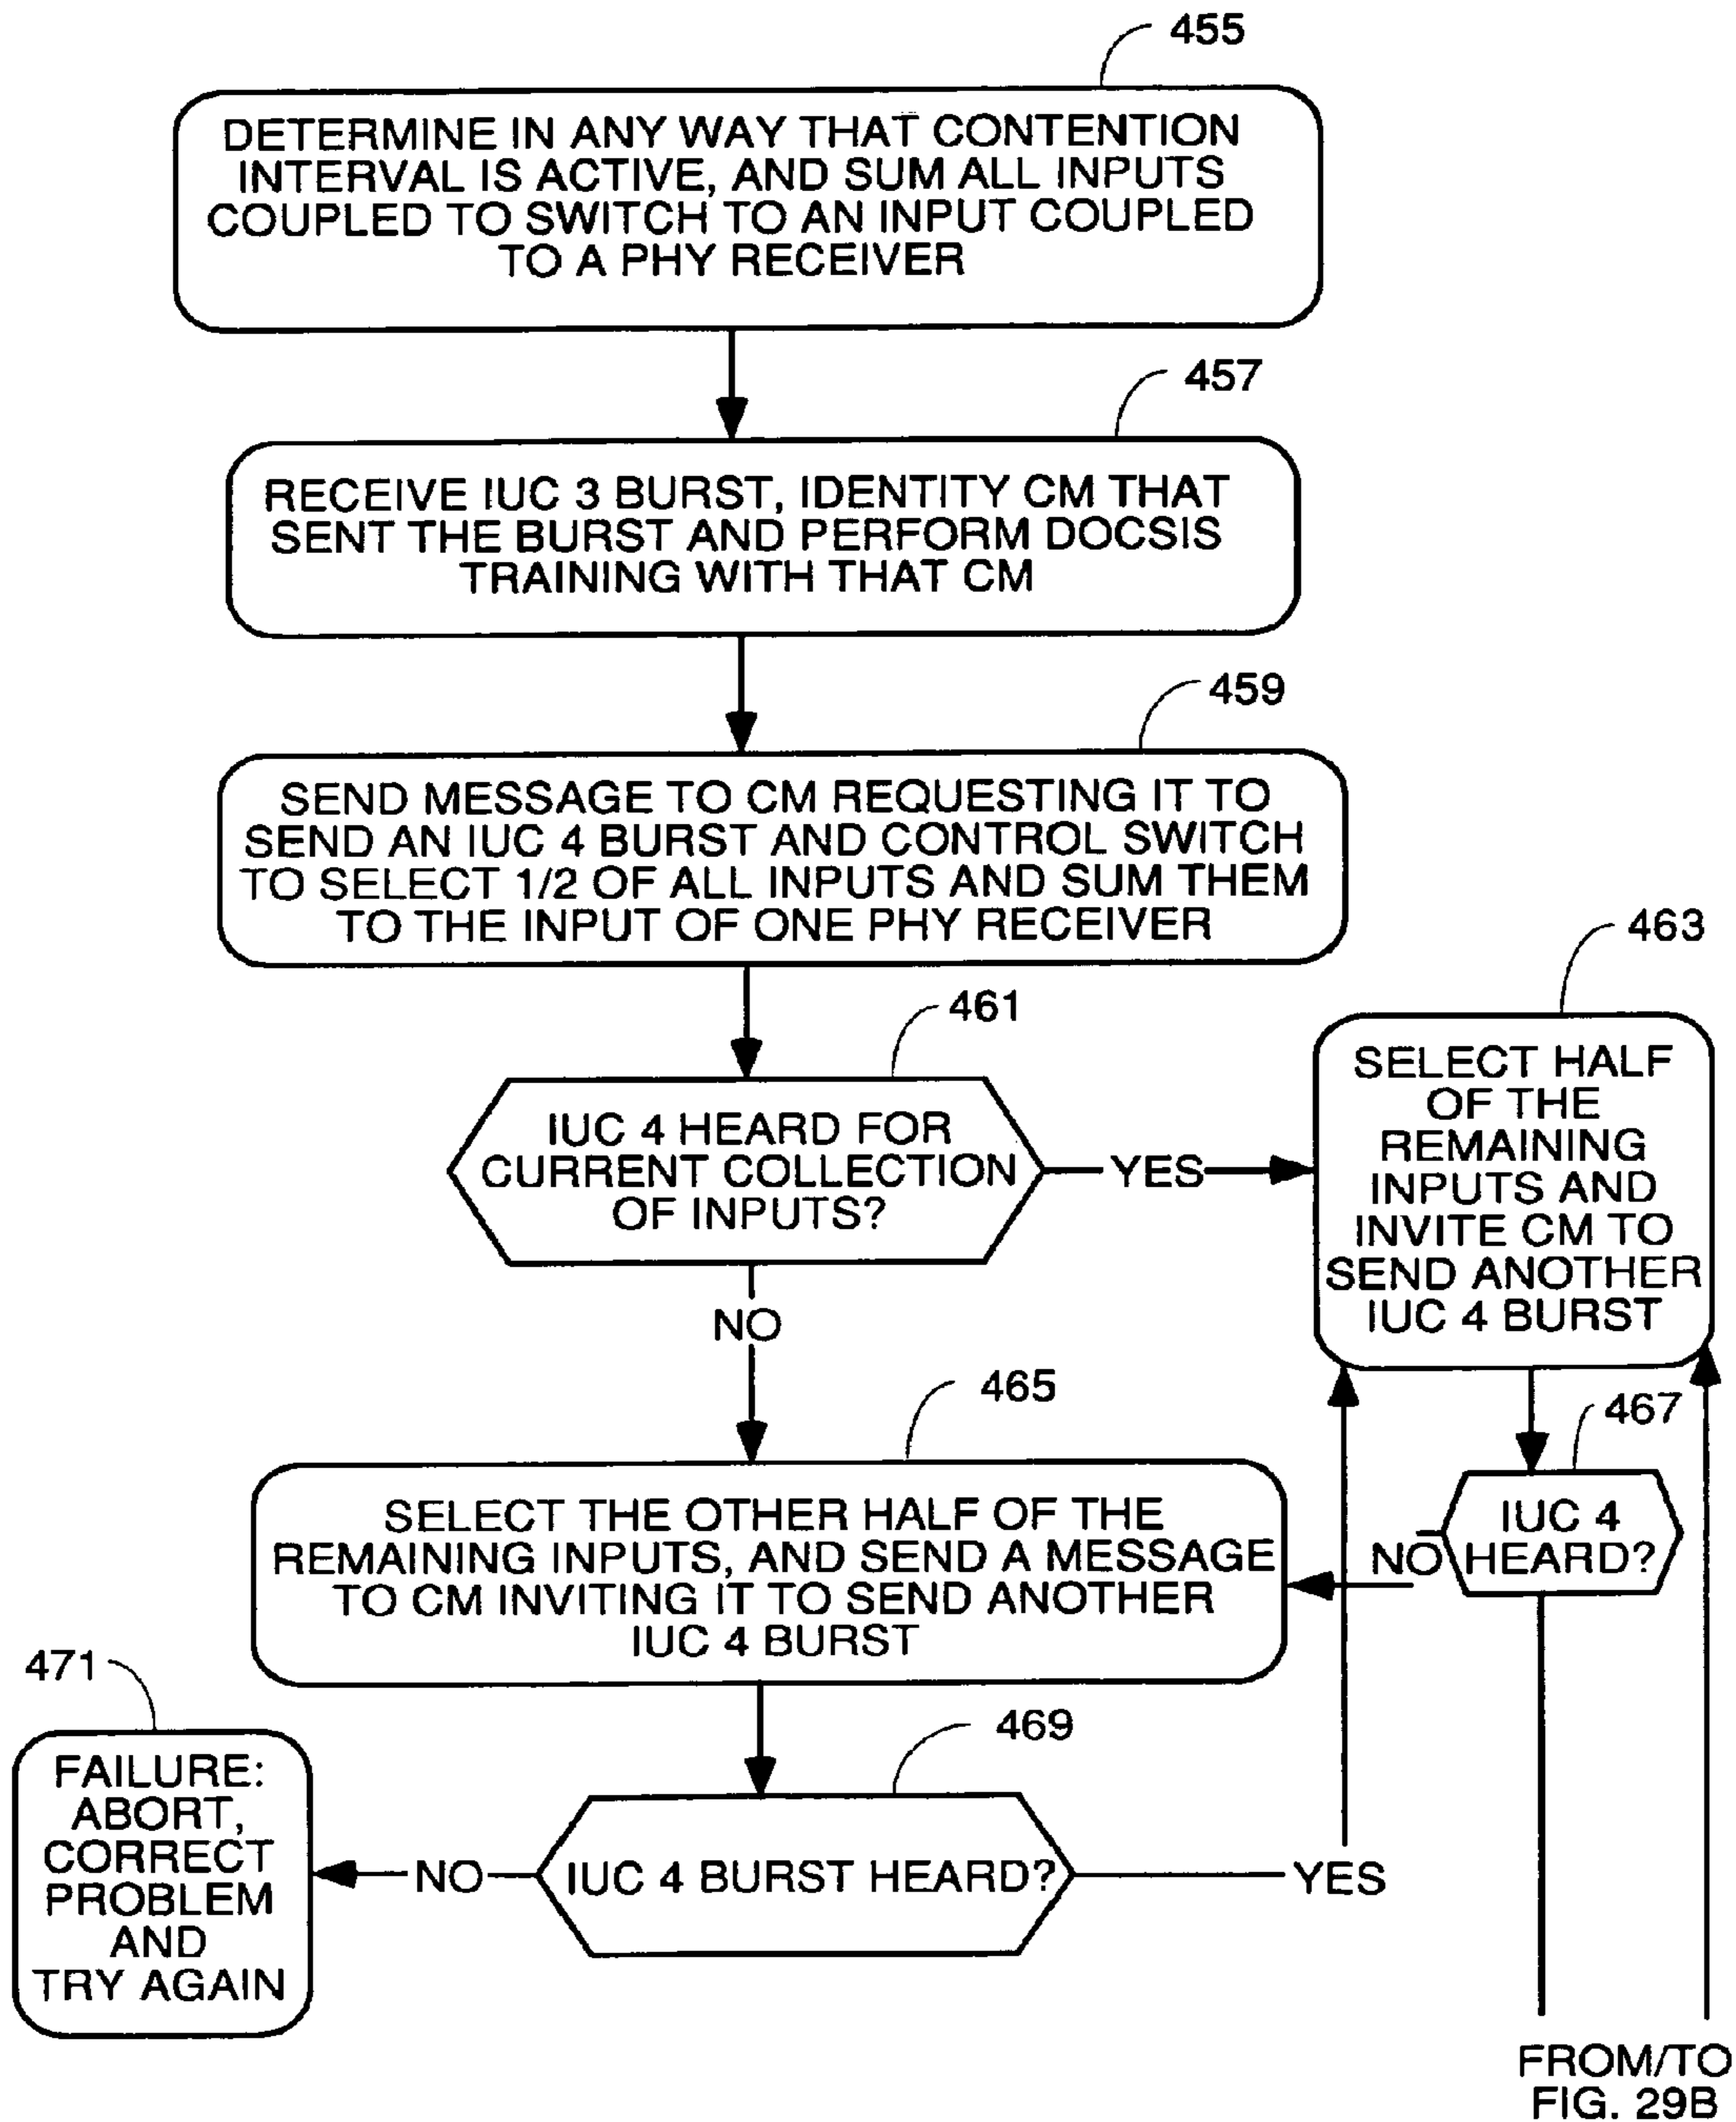 455
DETERMINE IN ANY WAY THAT CONTENTION
INTERVAL IS ACTIVE, AND SUM ALL INPUTS
COUPLED TO SWITCH TO AN INPUT COUPLED
TO A PHY RECEIVER
457
RECEIVE IUC 3 BURST, IDENTITY CM THAT
SENT THE BURST AND PERFORM DOCSIS
TRAINING WITH THAT CM
459
SEND MESSAGE TO CM REQUESTING IT TO
SEND AN IUC 4 BURST AND CONTROL SWITCH
TO SELECT 1/2 OF ALL INPUTS AND SUM THEM
TO THE INPUT OF ONE PHY RECEIVER
461
IUC 4 HEARD FOR
CURRENT COLLECTION
OF INPUTS?
YES
NO
463
SELECT HALF
OF THE
REMAINING
INPUTS AND
INVITE CM TO
SEND ANOTHER
IUC 4 BURST
465
SELECT THE OTHER HALF OF THE
REMAINING INPUTS, AND SEND A MESSAGE
TO CM INVITING IT TO SEND ANOTHER
IUC 4 BURST
467
IUC 4
HEARD?
NO
469
IUC 4 BURST HEARD?
NO
YES
471
FAILURE:
ABORT,
CORRECT
PROBLEM
AND
TRY AGAIN
FROM/TO
FIG. 29B